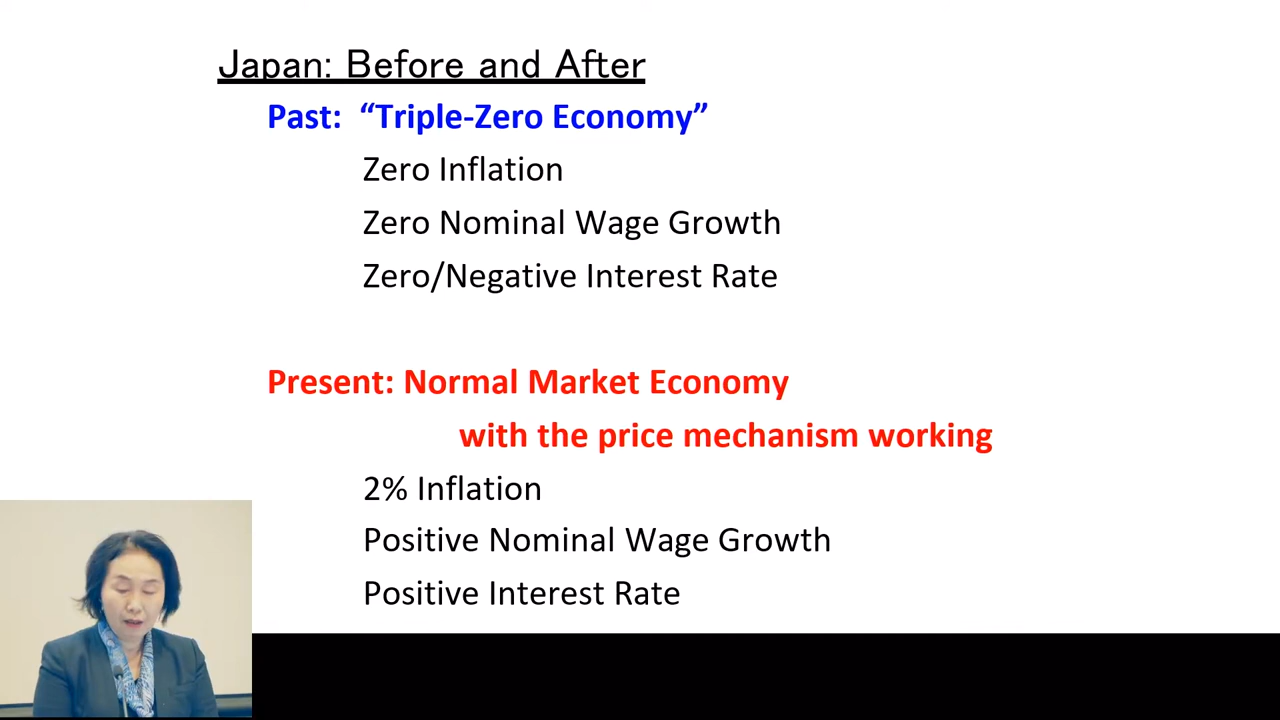 Japan: Before and After
Past: “Triple-Zero Economy”
Zero Inflation
Zero Nominal Wage Growth
Zero/Negative Interest Rate
Present: Normal Market Economy
with the price mechanism working
2% Inflation
Positive Nominal Wage Growth
Positive Interest Rate